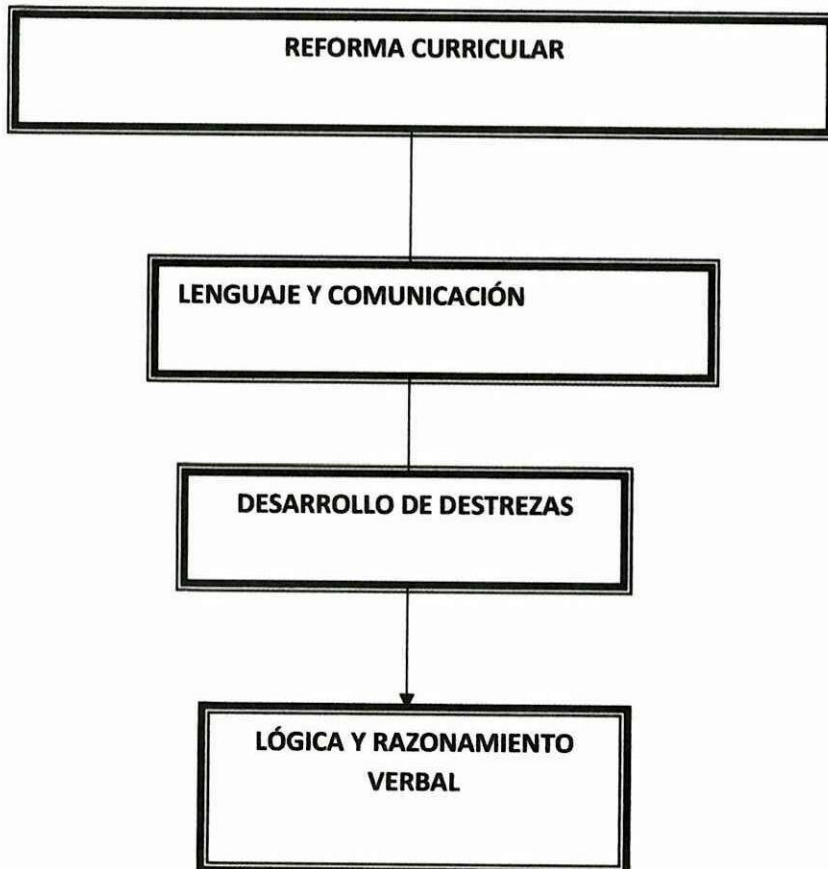 REFORMA CURRICULAR
LENGUAJE Y COMUNICACIÓN
DESARROLLO DE DESTREZAS
LÓGICA Y RAZONAMIENTO
VERBAL